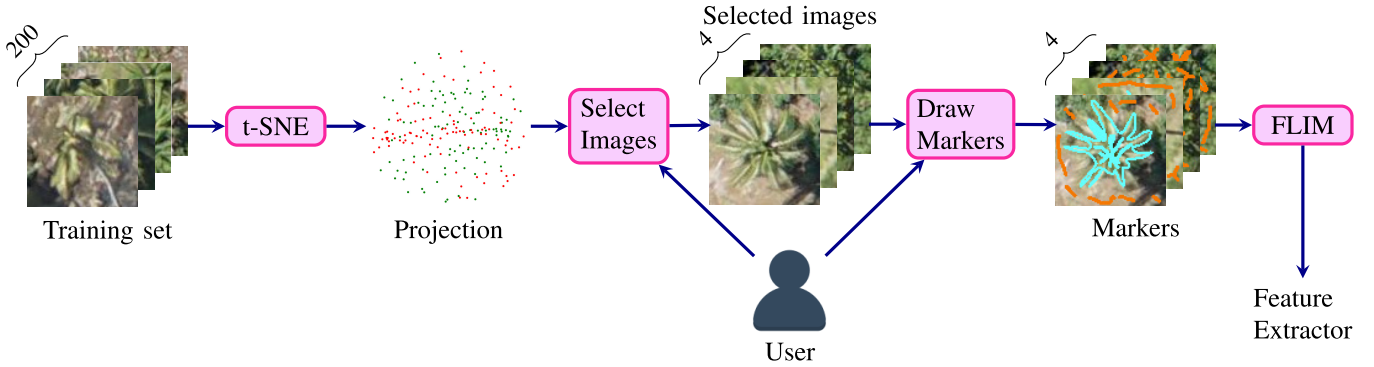 Selected images
200
4
4
t-SNE
Select
Images
Draw
Markers
FLIM
Training set
Projection
Markers
Feature
Extractor
User